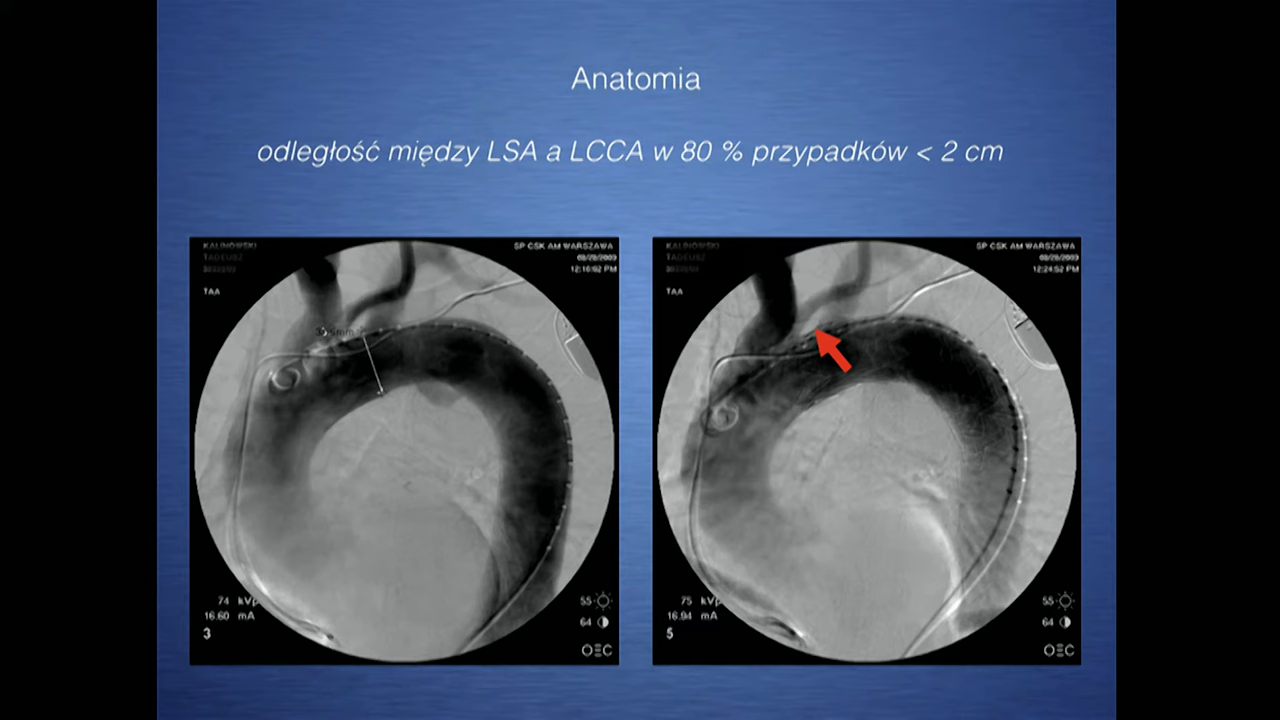 Anatomia
odległość między LSA a LCCA w 80 % przypadków < 2 cm
KALINOWSKI
TADEUSZ
SP CSK AM WARSZAWA
12:16:02 PM
TAA
74 kVp
16.60 mA
3
55
64
OEC
KALINOWSKI
TADEUSZ
SP CSK AM WARSZAWA
12:24:52 PM
TAA
75 kVp
16.94 mA
5
55
64
OEC